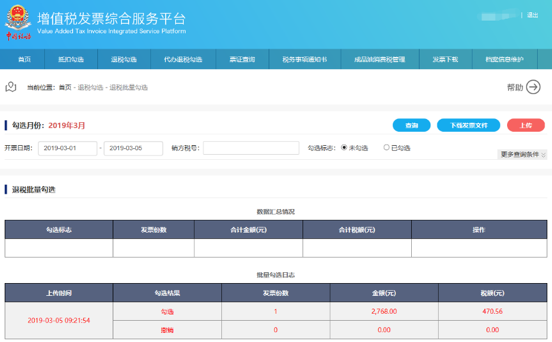 增值税发票综合服务平台
Value Added Tax Invoice Integrated Service Platform
退出
中国税务
首页 抵扣勾选 退税勾选 代办退税勾选 票证查询 税务事项通知书 成品油消费税管理 发票下载 档案信息维护
当前位置：首页 - 退税勾选 - 退税批量勾选
帮助
勾选月份：2019年3月
查询 下载发票文件 上传
开票日期： 2019-03-01 - 2019-03-05 销方税号： 勾选标志： 未勾选 已勾选
更多查询条件
退税批量勾选
数据汇总情况
勾选标志 发票份数 合计金额(元) 合计税额(元) 操作
批量勾选日志
上传时间 勾选结果 发票份数 金额(元) 税额(元)
2019-03-05 09:21:54 勾选 1 2,768.00 470.56
撤销 0 0.00 0.00